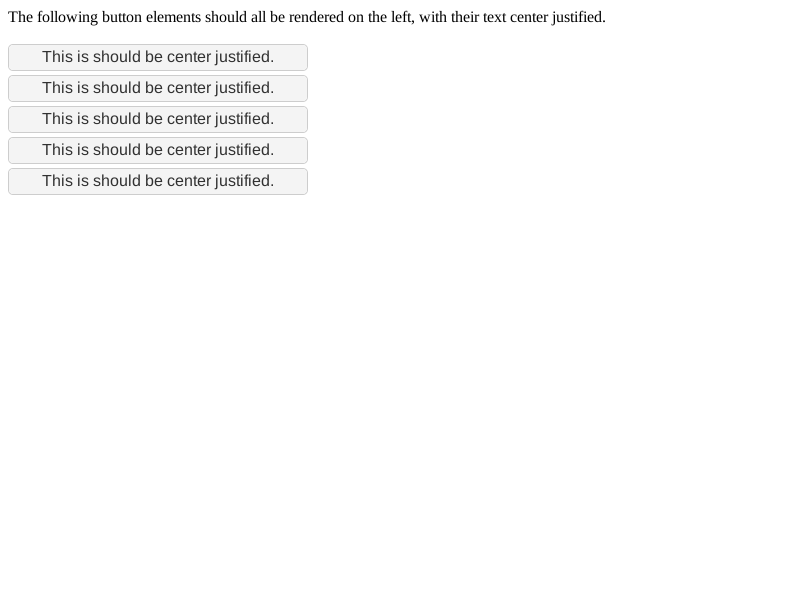 The following button elements should all be rendered on the left, with their text center justified.
This is should be center justified.
This is should be center justified.
This is should be center justified.
This is should be center justified.
This is should be center justified.